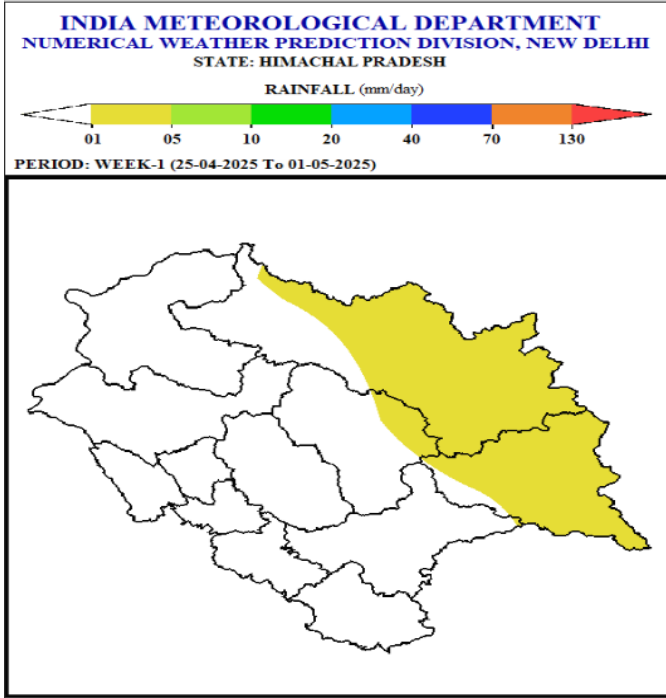 INDIA METEOROLOGICAL DEPARTMENT
NUMERICAL WEATHER PREDICTION DIVISION, NEW DELHI
STATE: HIMACHAL PRADESH
RAINFALL (mm/day)
01 05 10 20 40 70 130
PERIOD: WEEK-1 (25-04-2025 To 01-05-2025)